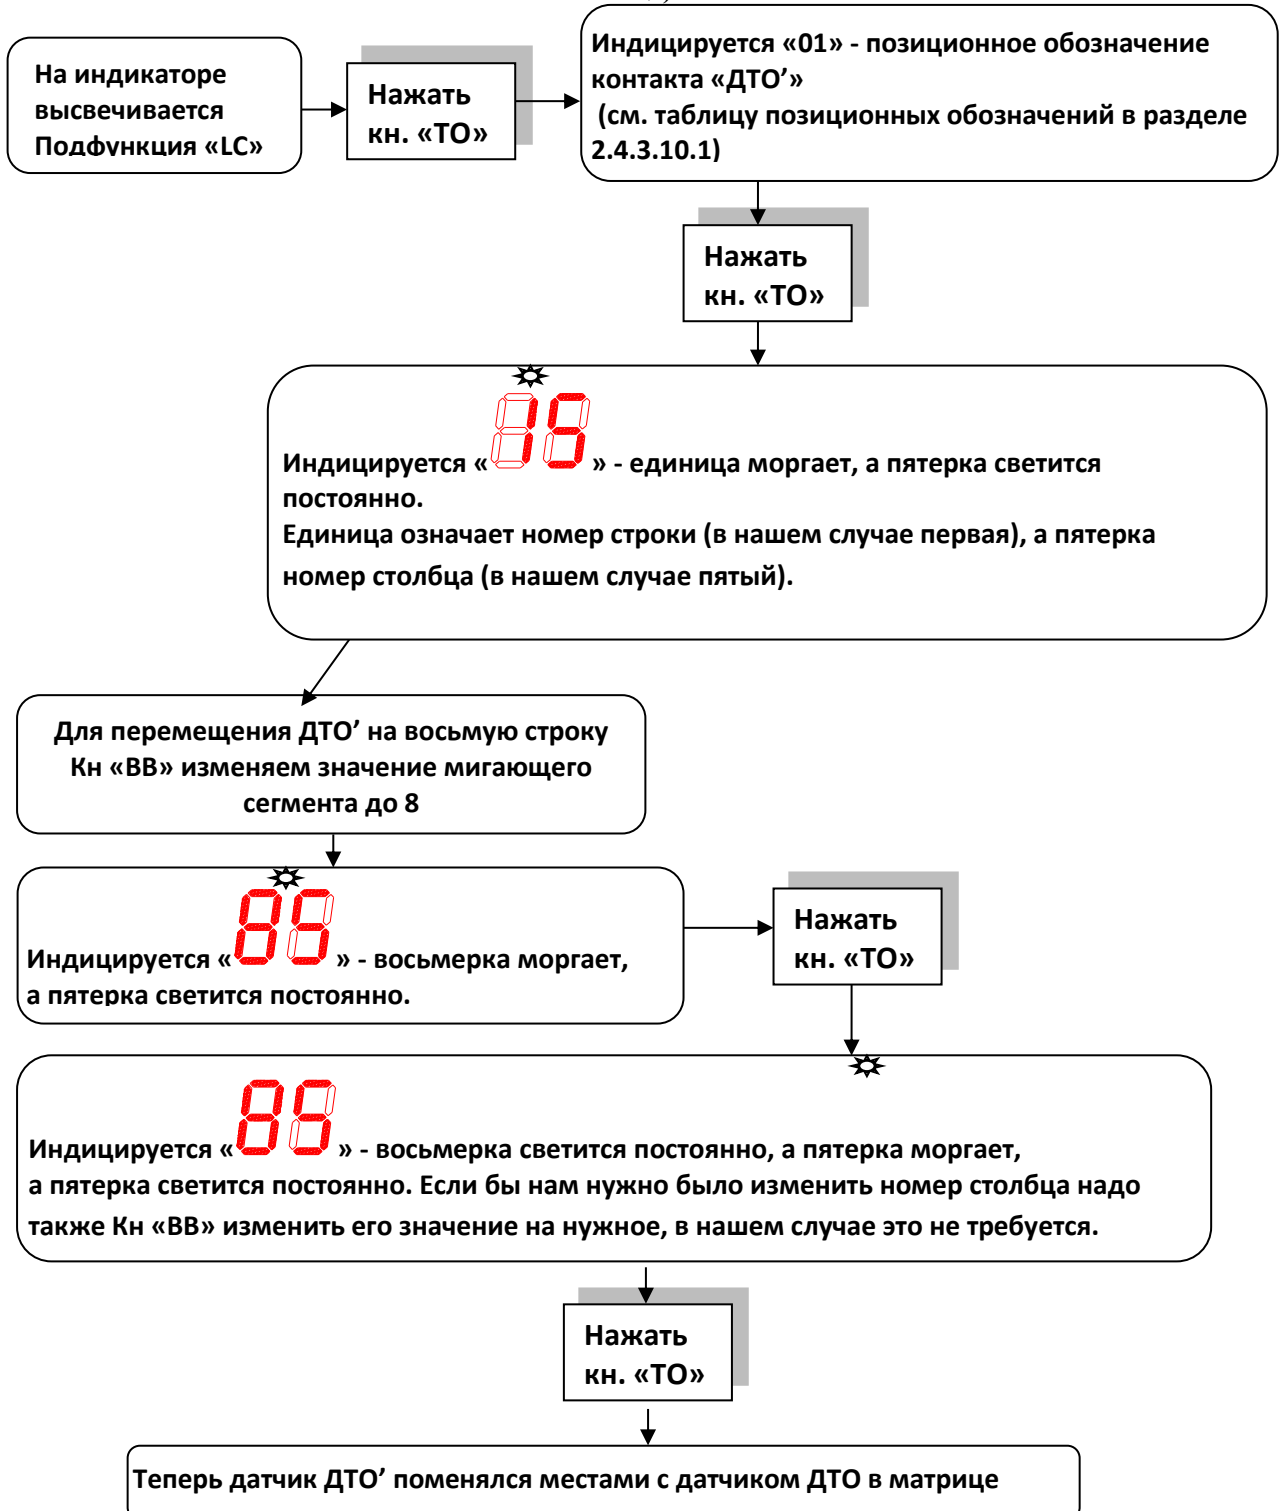 На индикаторе
высвечивается
Подфункция «LC»
Нажать
кн. «ТО»
Индицируется «01» - позиционное обозначение
контакта «ДТО’»
(см. таблицу позиционных обозначений в разделе
2.4.3.10.1)
Нажать
кн. «ТО»
Индицируется «15» - единица моргает, а пятерка светится
постоянно.
Единица означает номер строки (в нашем случае первая), а пятерка
номер столбца (в нашем случае пятый).
Для перемещения ДТО’ на восьмую строку
Кн «ВВ» изменяем значение мигающего
сегмента до 8
Индицируется «85» - восьмерка моргает,
а пятерка светится постоянно.
Нажать
кн. «ТО»
Индицируется «85» - восьмерка светится постоянно, а пятерка моргает,
а пятерка светится постоянно. Если бы нам нужно было изменить номер столбца надо
также Кн «ВВ» изменить его значение на нужное, в нашем случае это не требуется.
Нажать
кн. «ТО»
Теперь датчик ДТО’ поменялся местами с датчиком ДТО в матрице